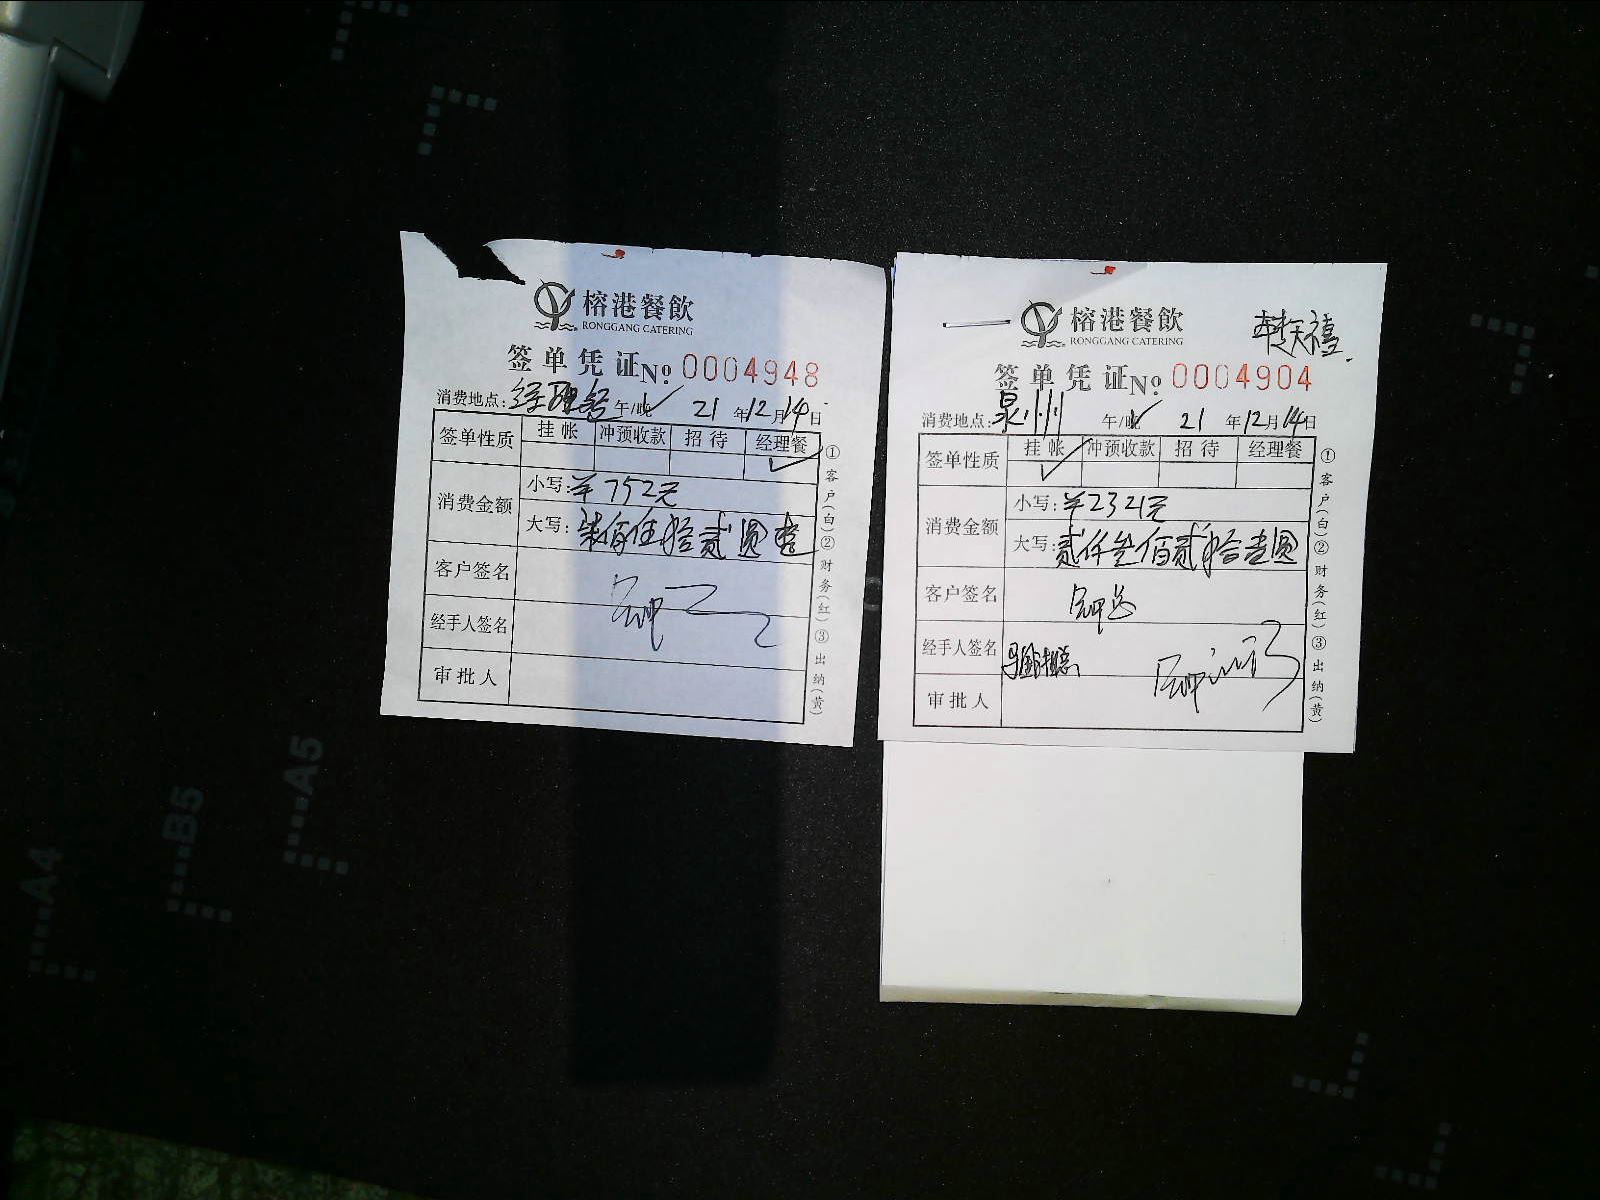 榕港餐飲
RONGGANG CATERING
签单凭证 № 0004948
消费地点: 经理餐 午/晚 21 年 12 月 14 日
签单性质 挂帐 冲预收款 招待 经理餐
消费金额 小写: ¥752元
大写: 柒佰伍拾贰圆整
客户签名
经手人签名
审批人
①客户(白)②财务(红)③出纳(黄)
榕港餐飲
RONGGANG CATERING
签单凭证 № 0004904
消费地点: 泉州 午/晚 21 年 12 月 14 日
签单性质 挂帐 冲预收款 招待 经理餐
消费金额 小写: ¥2321元
大写: 贰仟叁佰贰拾壹圆
客户签名
经手人签名
审批人
①客户(白)②财务(红)③出纳(黄)
A4
B5
A5